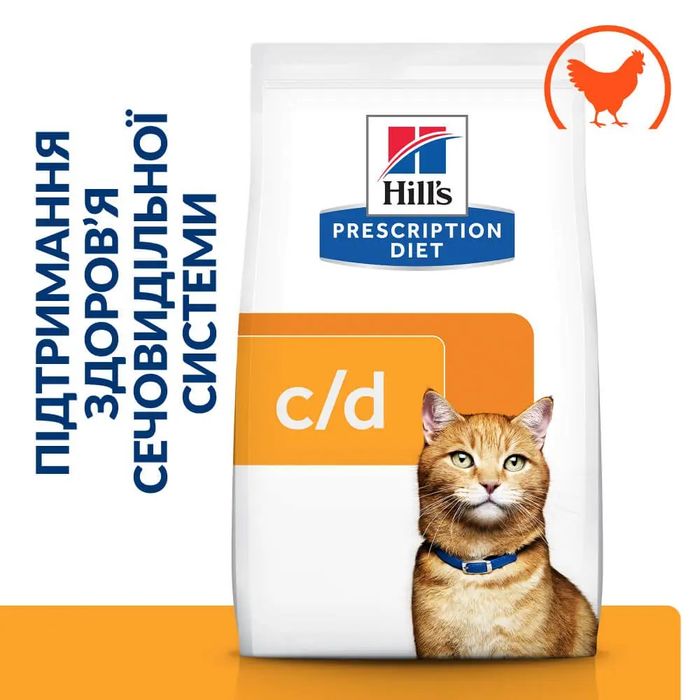 ПІДТРИМАННЯ
ЗДОРОВ'Я
СЕЧОВИДІЛЬНОЇ
СИСТЕМИ
Hill's
PRESCRIPTION
DIET
c/d